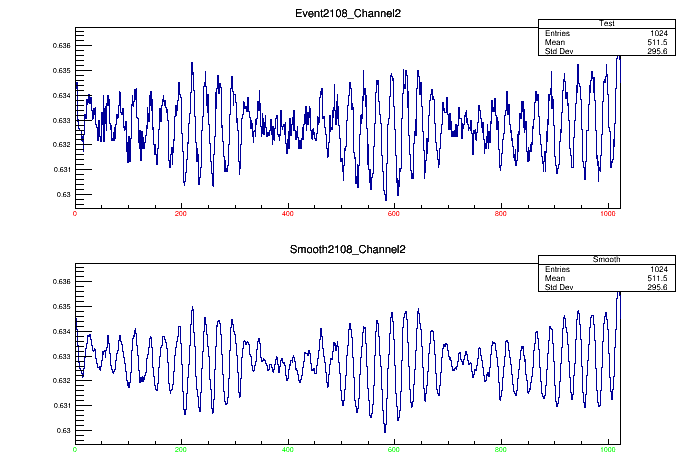 Event2108_Channel2
Test
Entries 1024
Mean 511.5
Std Dev 295.6
0.636
0.635
0.634
0.633
0.632
0.631
0.63
0 200 400 600 800 1000
Smooth2108_Channel2
Smooth
Entries 1024
Mean 511.5
Std Dev 295.6
0.636
0.635
0.634
0.633
0.632
0.631
0.63
0 200 400 600 800 1000